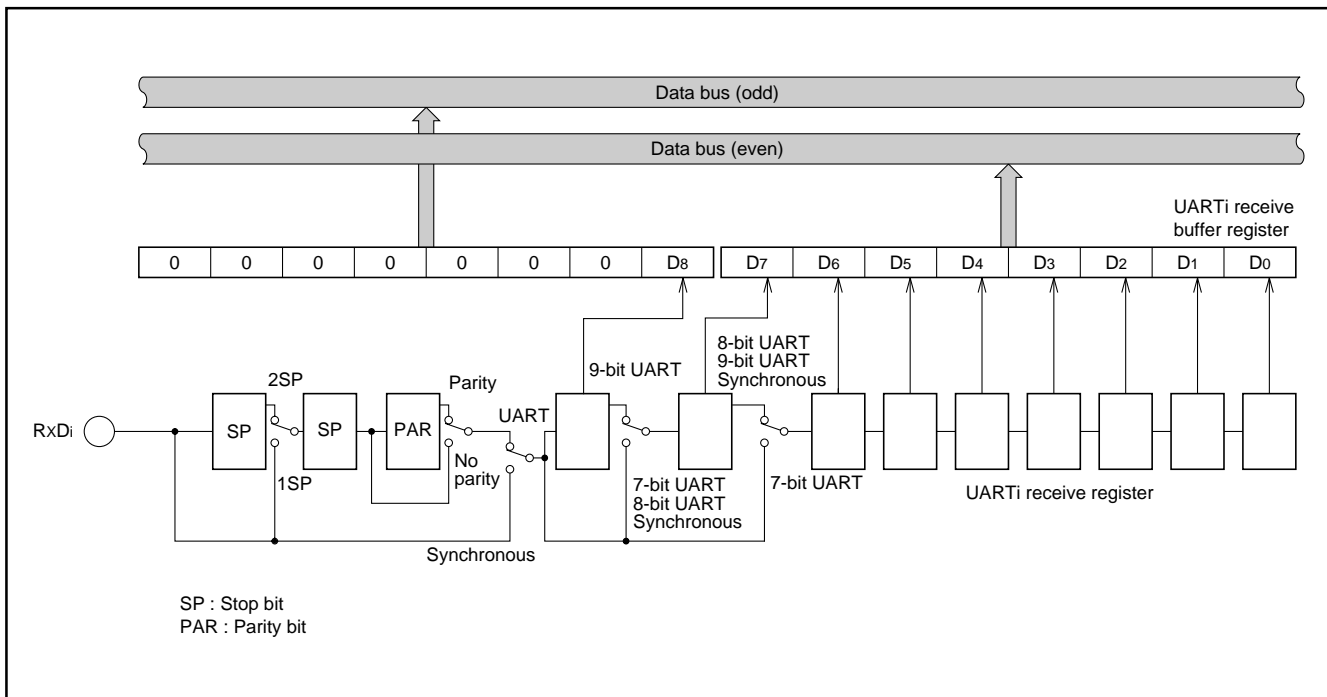 Data bus (odd)
Data bus (even)
UARTi receive
buffer register
0 0 0 0 0 0 0 D8 D7 D6 D5 D4 D3 D2 D1 D0
8-bit UART
9-bit UART
Synchronous
9-bit UART
2SP
Parity
UART
RxDi
SP
SP
PAR
1SP
No
parity
7-bit UART
8-bit UART
Synchronous
7-bit UART
UARTi receive register
Synchronous
SP : Stop bit
PAR : Parity bit